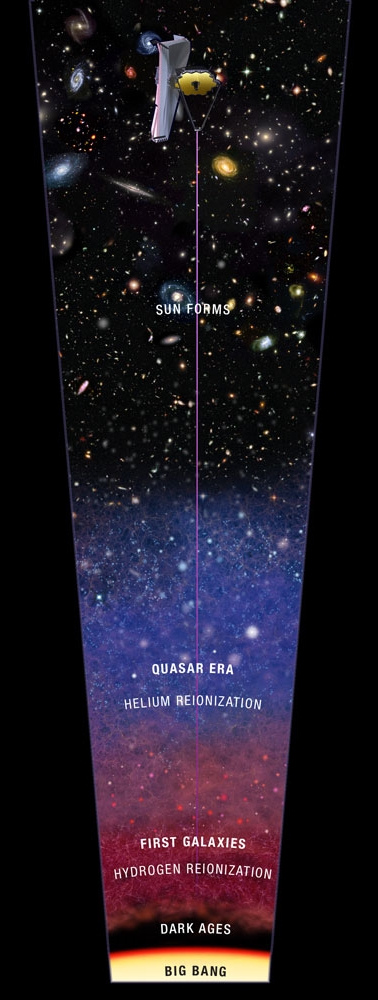 SUN FORMS
QUASAR ERA
HELIUM REIONIZATION
FIRST GALAXIES
HYDROGEN REIONIZATION
DARK AGES
BIG BANG